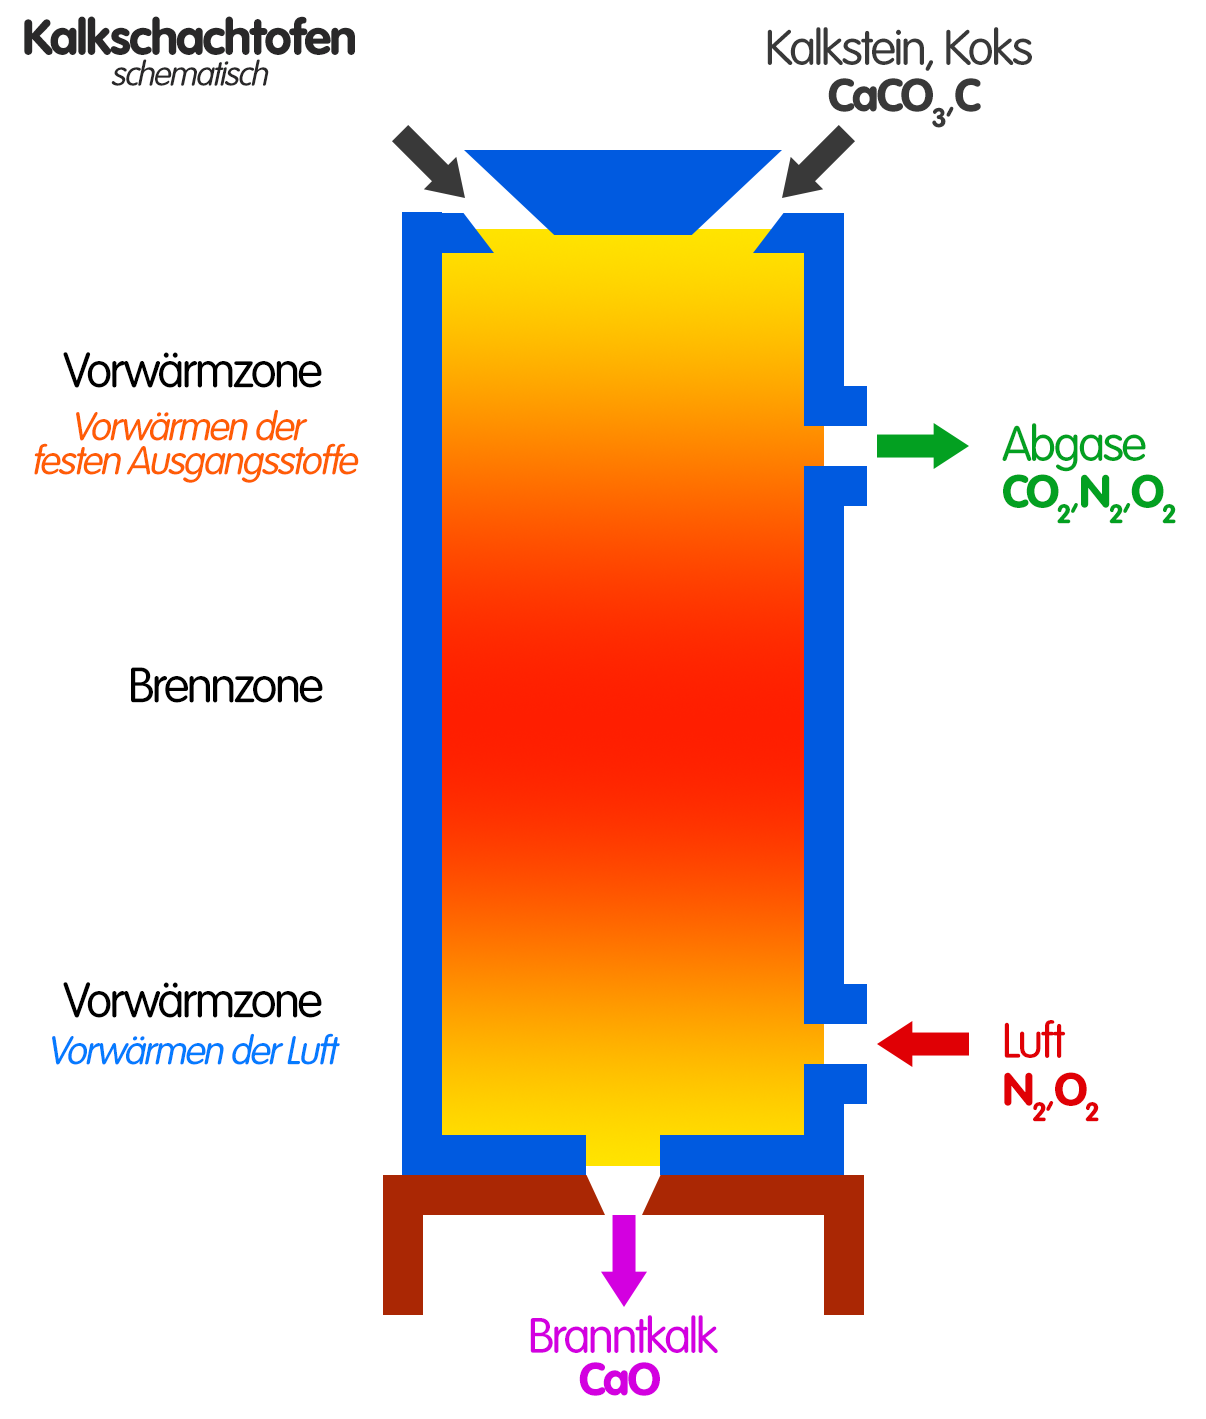 Kalkschachtofen
schematisch
Kalkstein, Koks
CaCO₃,C
Vorwärmzone
Vorwärmen der
festen Ausgangsstoffe
Abgase
CO₂,N₂,O₂
Brennzone
Vorwärmzone
Vorwärmen der Luft
Luft
N₂,O₂
Branntkalk
CaO